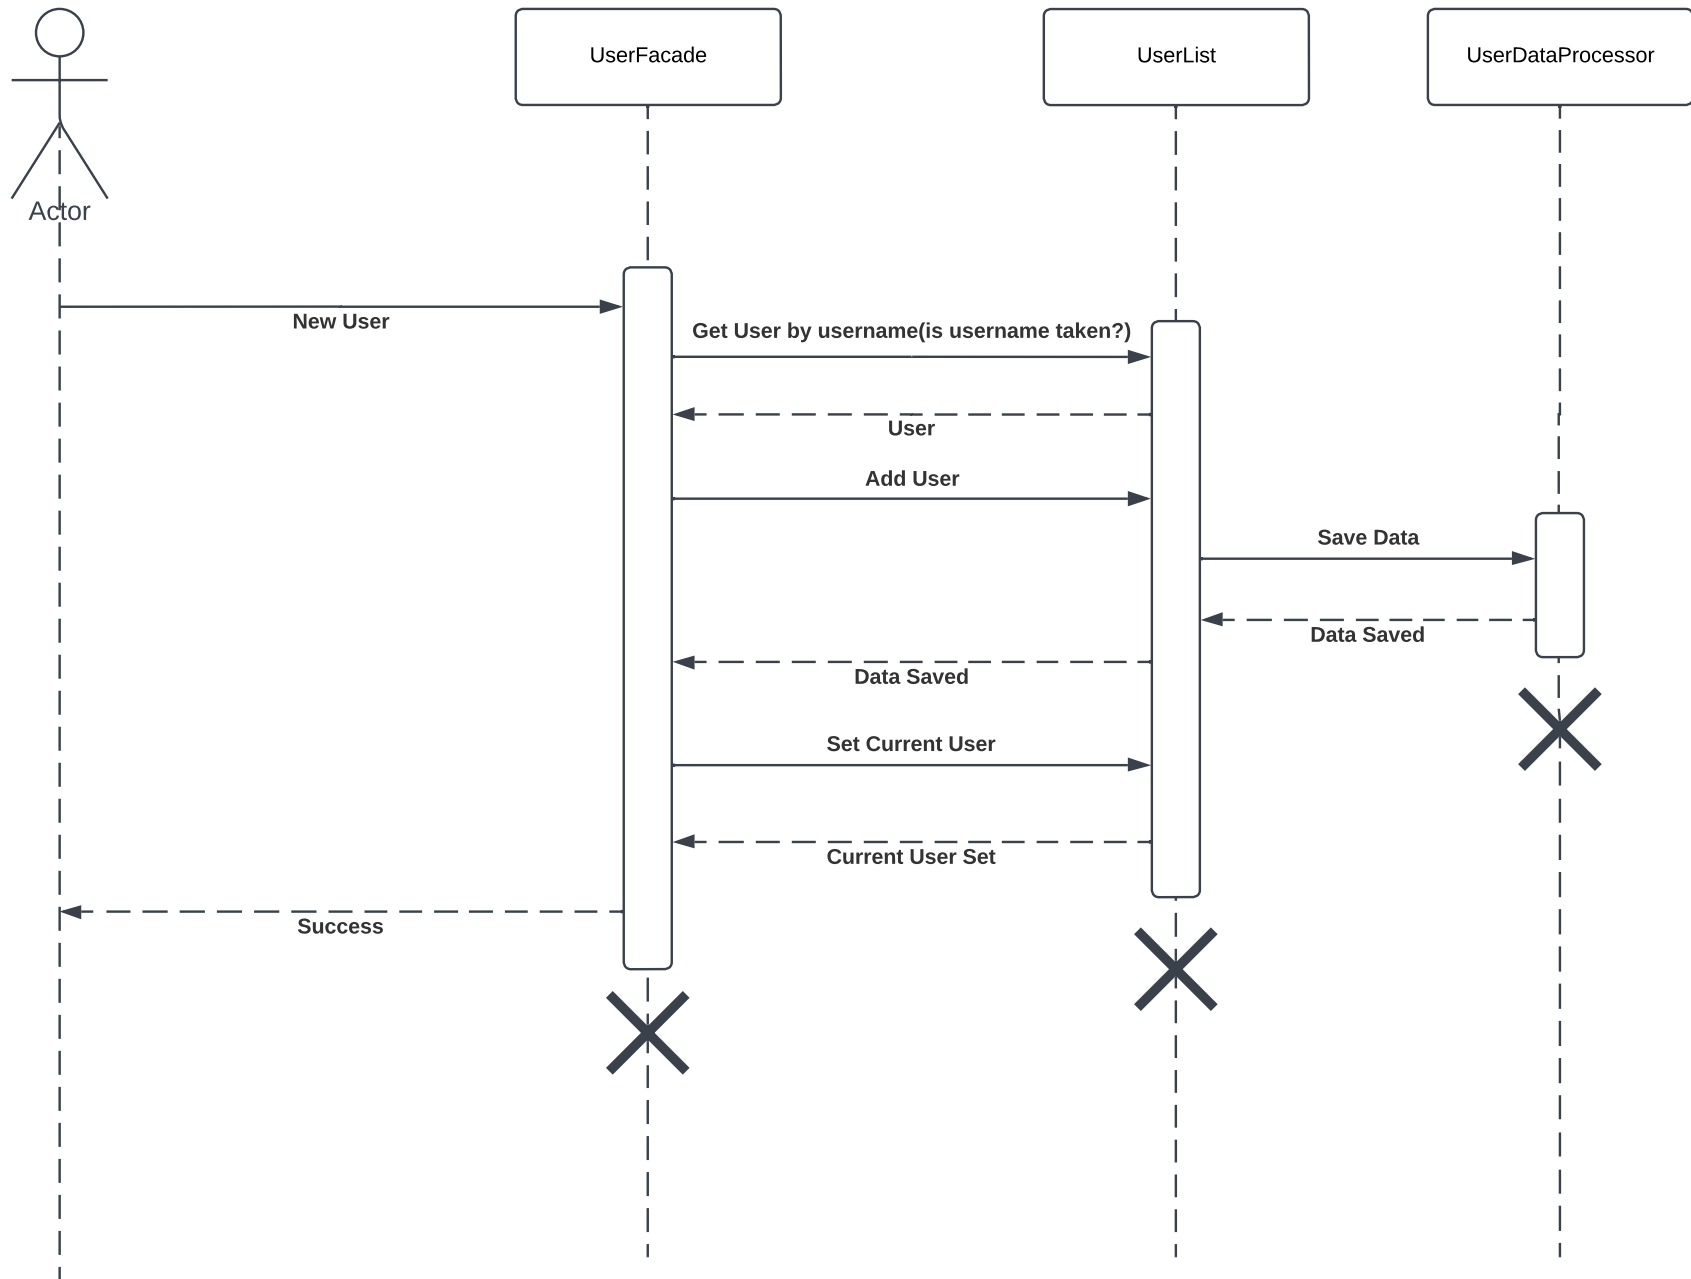 UserFacade
UserList
UserDataProcessor
Actor
New User
Get User by username(is username taken?)
User
Add User
Save Data
Data Saved
Data Saved
Set Current User
Current User Set
Success